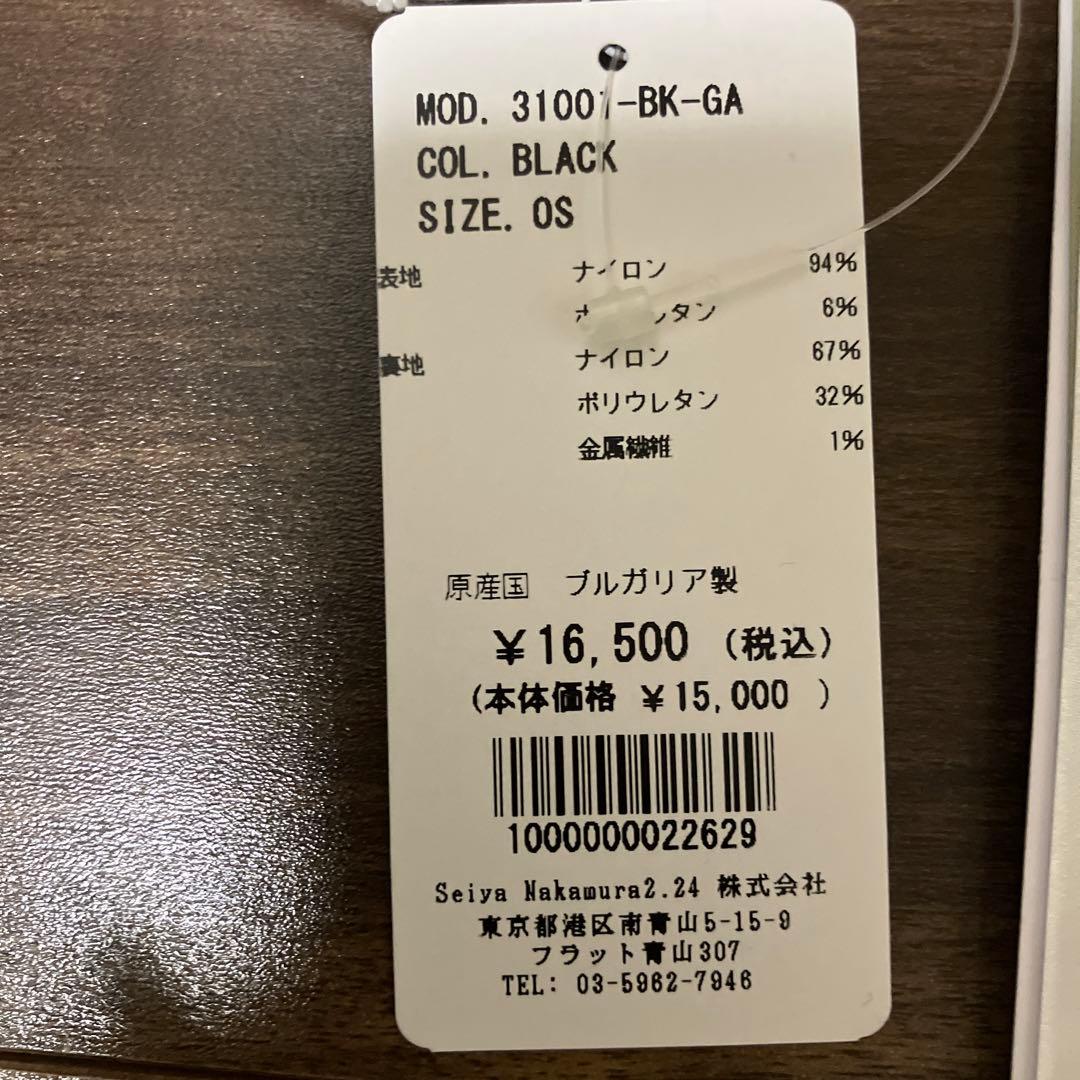 MOD. 31001-BK-GA
COL. BLACK
SIZE. OS
表地 ナイロン 94%
6%
裏地 ナイロン 67%
ポリウレタン 32%
金属繊維 1%
原産国 ブルガリア製
¥16,500 (税込)
(本体価格 ¥15,000 )
1000000022629
Seiya Nakamura2.24 株式会社
東京都港区南青山5-15-9
フラット青山307
TEL: 03-5962-7946